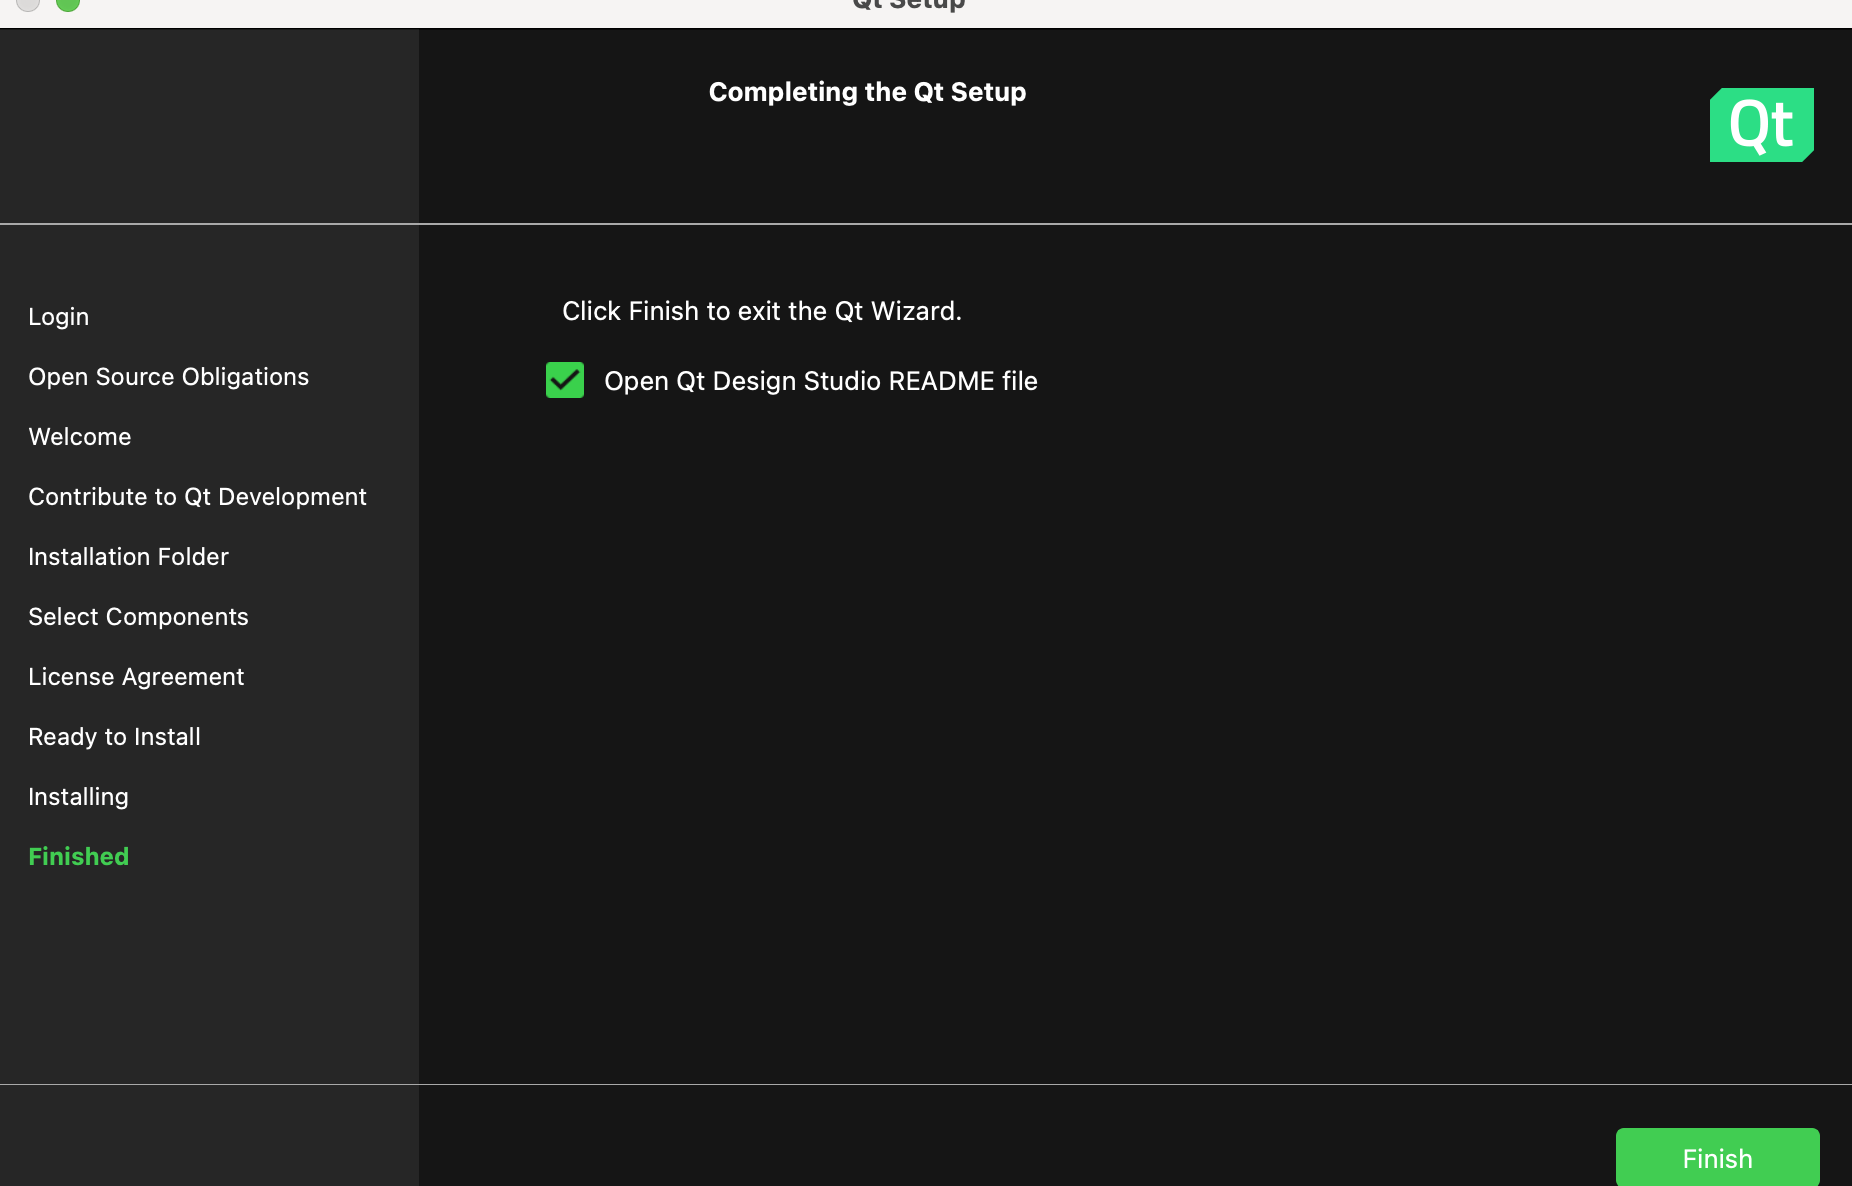 Qt Setup
Completing the Qt Setup
Qt
Login
Open Source Obligations
Welcome
Contribute to Qt Development
Installation Folder
Select Components
License Agreement
Ready to Install
Installing
Finished
Click Finish to exit the Qt Wizard.
Open Qt Design Studio README file
Finish